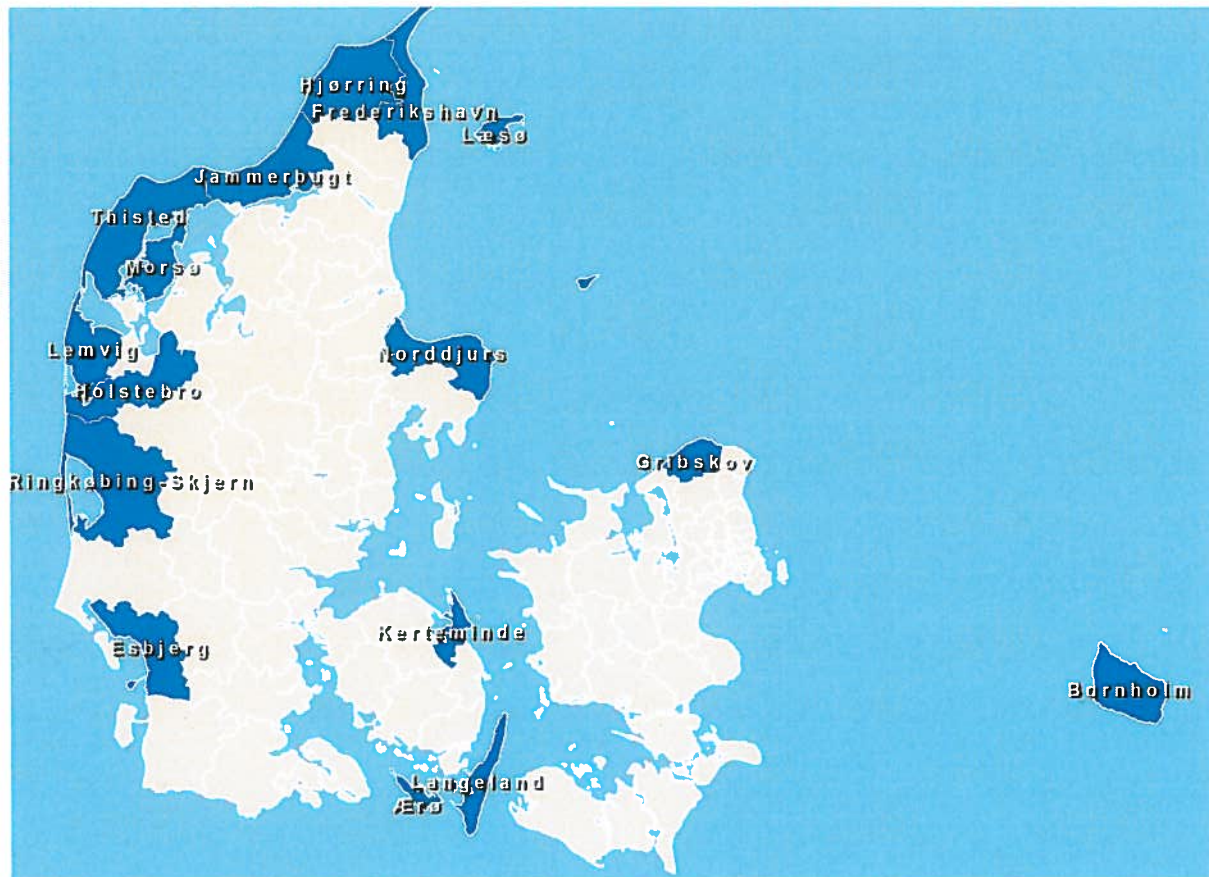 Hjørring
Frederikshavn
Læsø
Jammerbugt
Thisted
Morsø
Lemvig
Norddjurs
Holstebro
Gribskov
Ringkøbing-Skjern
Kerteminde
Esbjerg
Bornholm
Langeland
Ærø